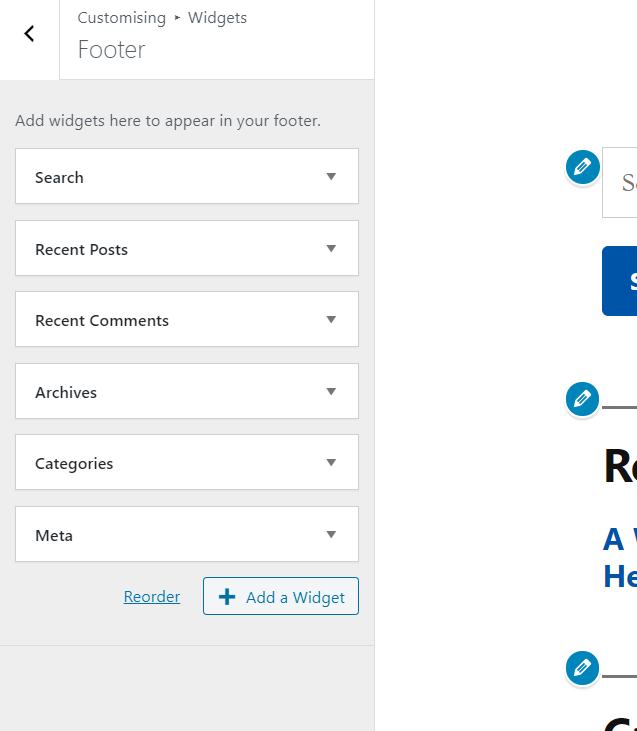 Customising ▸ Widgets
Footer
Add widgets here to appear in your footer.
Search
Recent Posts
Recent Comments
Archives
Categories
Meta
Reorder
Add a Widget
A